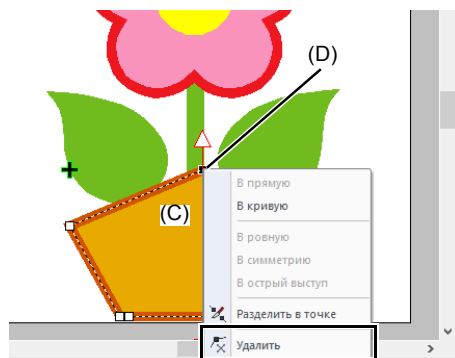 (D)
В прямую
В кривую
(C)
В ровную
В симметрию
В острый выступ
Разделить в точке
Удалить